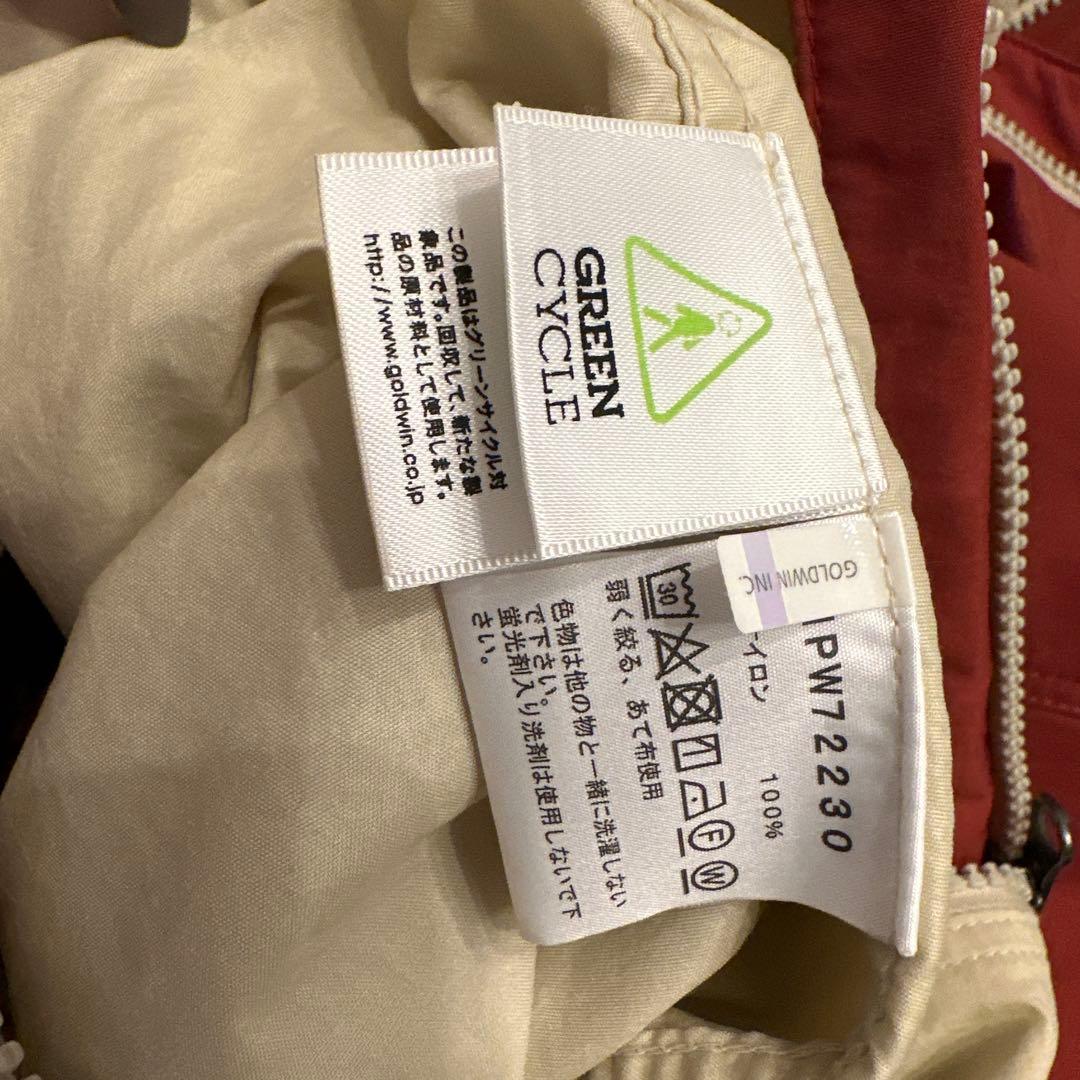 GREEN
CYCLE
この製品はグリーンサイクル対
象品です。回収して、新たな製
品の原材料として使用します。
http://www.goldwin.co.jp
GOLDWIN INC.
PW72230
イロン 100%
30
F
W
弱く絞る、あて布使用
色物は他の物と一緒に洗濯しない
で下さい。
蛍光剤入り洗剤は使用しないで下
さい。